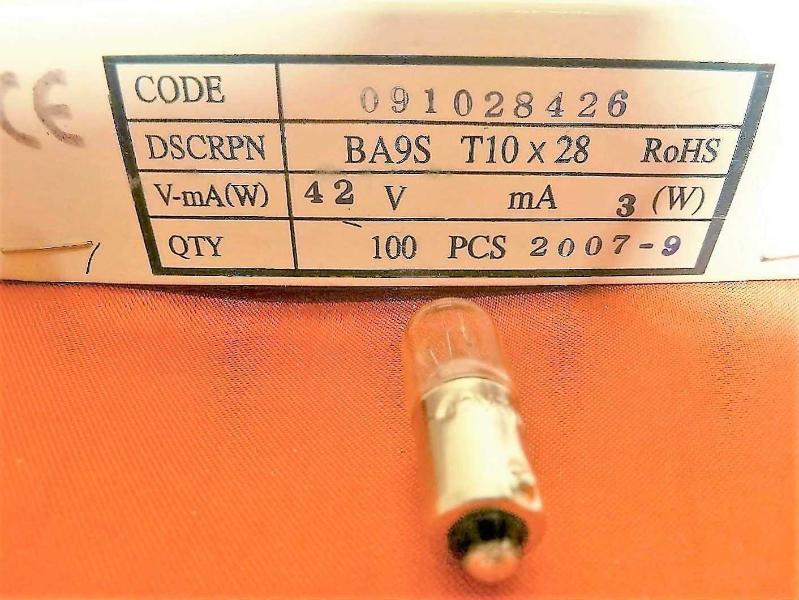 CE
CODE 091028426
DSCRPN BA9S T10 x 28 RoHS
V-mA(W) 42 V mA 3 (W)
QTY 100 PCS 2007-9